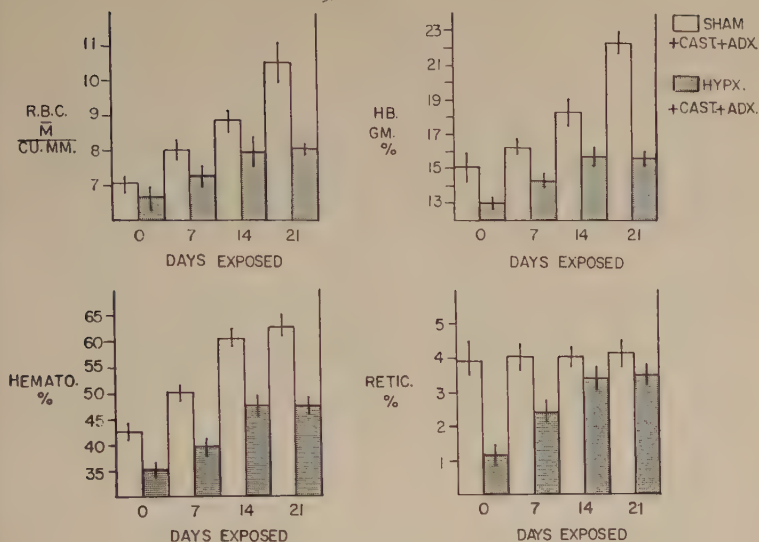 11
10
9
8
7
R.B.C.
M
CU.MM.
0 7 14 21
DAYS EXPOSED
23
21
19
17
15
13
HB.
GM.
%
0 7 14 21
DAYS EXPOSED
SHAM
+CAST.+ADX.
HYPX.
+CAST.+ADX.
65
60
55
50
45
40
35
HEMATO.
%
0 7 14 21
DAYS EXPOSED
5
4
3
2
1
RETIC.
%
0 7 14 21
DAYS EXPOSED